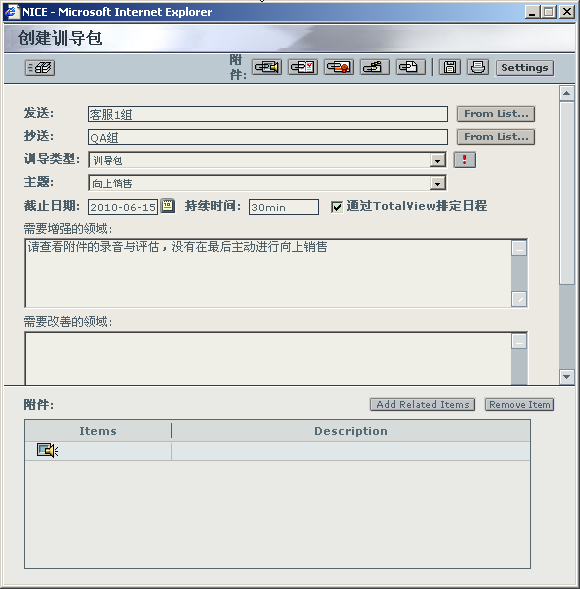 NICE - Microsoft Internet Explorer
创建训导包
附件:
Settings
发送: 客服1组 From List...
抄送: QA组 From List...
训导类型: 训导包
主题: 向上销售
截止日期: 2010-06-15 持续时间: 30min 通过TotalView排定日程
需要增强的领域:
请查看附件的录音与评估，没有在最后主动进行向上销售
需要改善的领域:
附件: Add Related Items Remove Item
Items Description